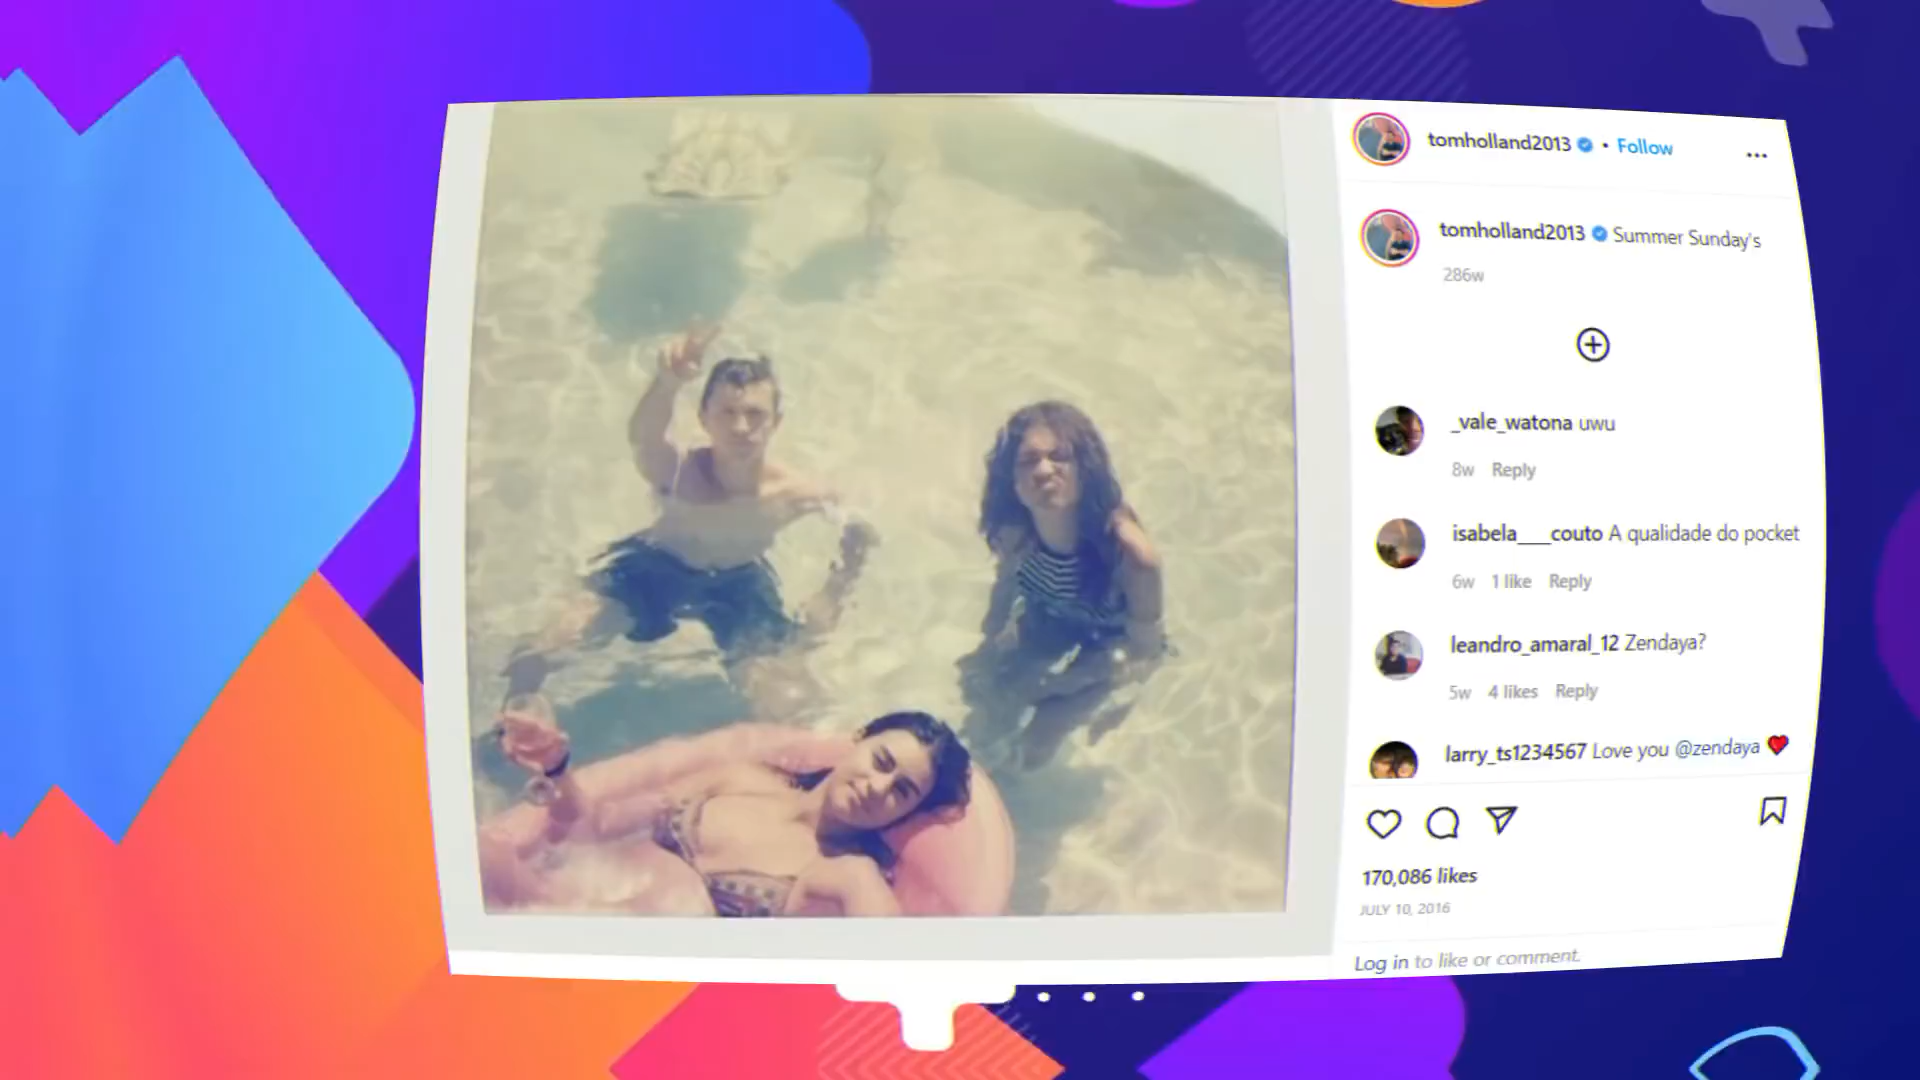 tomholland2013 • Follow
tomholland2013 Summer Sunday's
286w
_vale_watona uwu
8w Reply
isabela___couto A qualidade do pocket
6w 1 like Reply
leandro_amaral_12 Zendaya?
5w 4 likes Reply
larry_ts1234567 Love you @zendaya ❤️
170,086 likes
JULY 10, 2016
Log in to like or comment.